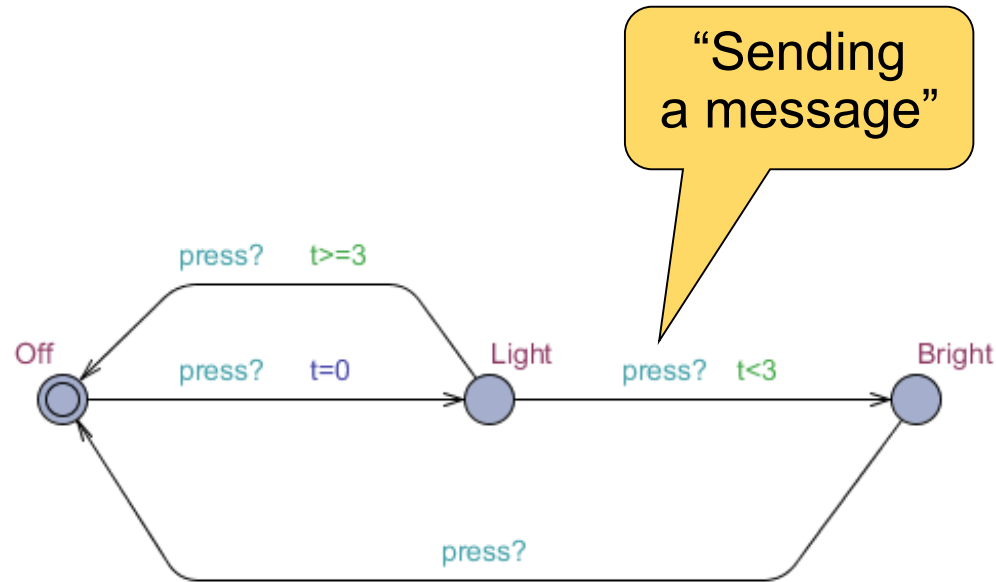 “Sending
a message”
press? t>=3
Off
press? t=0
Light
press? t<3
Bright
press?